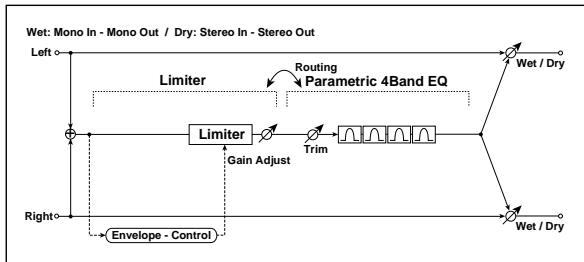 Wet: Mono In - Mono Out / Dry: Stereo In - Stereo Out
Left
Wet / Dry
Routing
Limiter
Parametric 4Band EQ
Limiter
Gain Adjust
Trim
Right
Wet / Dry
Envelope - Control